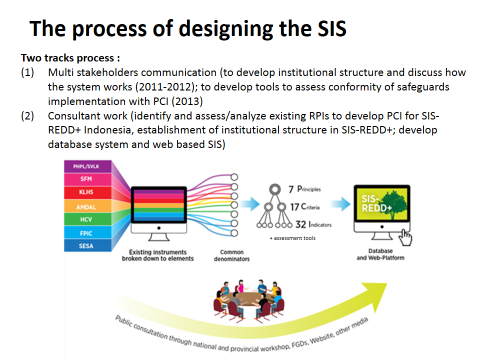 The process of designing the SIS
Two tracks process :
(1) Multi stakeholders communication (to develop institutional structure and discuss how
the system works (2011-2012); to develop tools to assess conformity of safeguards
implementation with PCI (2013)
(2) Consultant work (identify and assess/analyze existing RPIs to develop PCI for SIS-
REDD+ Indonesia, establishment of institutional structure in SIS-REDD+; develop
database system and web based SIS)
PHPL/SVLK
SFM
KLHS
AMDAL
HCV
FPIC
SESA
Existing instruments
broken down to elements
Common
denominators
7 Principles
17 Criteria
32 Indicators
+ assessment tools
SIS-
REDD+
Database
and Web-Platform
Public consultation through national and provincial workshop, FGDs, Website, other media